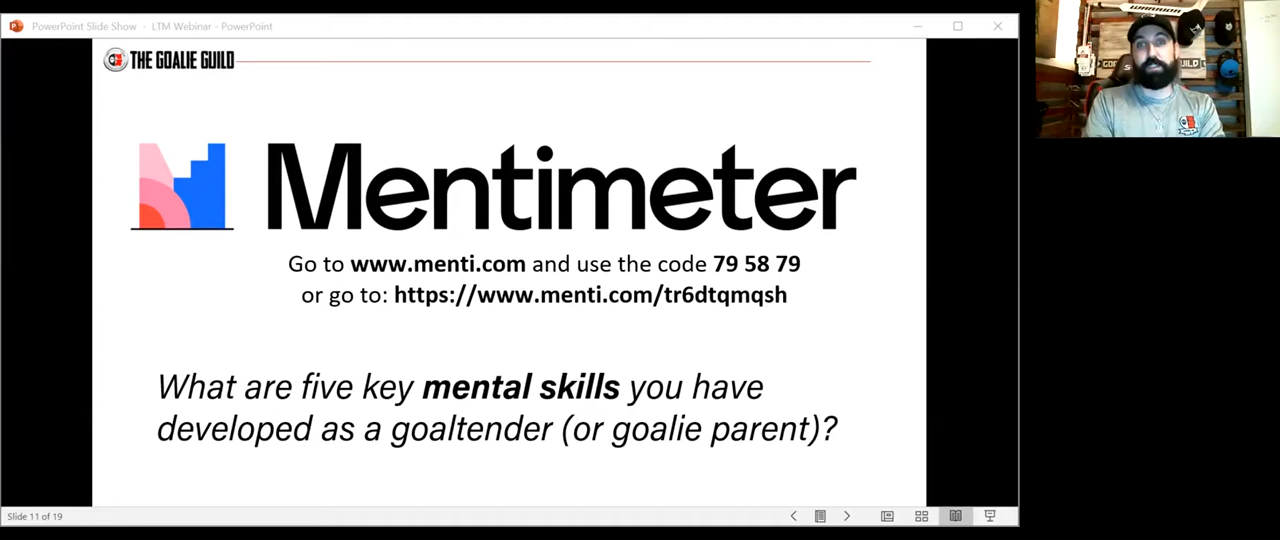 PowerPoint Slide Show - LTM Webinar - PowerPoint
THE GOALIE GUILD
Mentimeter
Go to www.menti.com and use the code 79 58 79
or go to: https://www.menti.com/tr6dtqmqsh
What are five key mental skills you have
developed as a goaltender (or goalie parent)?
Slide 11 of 19